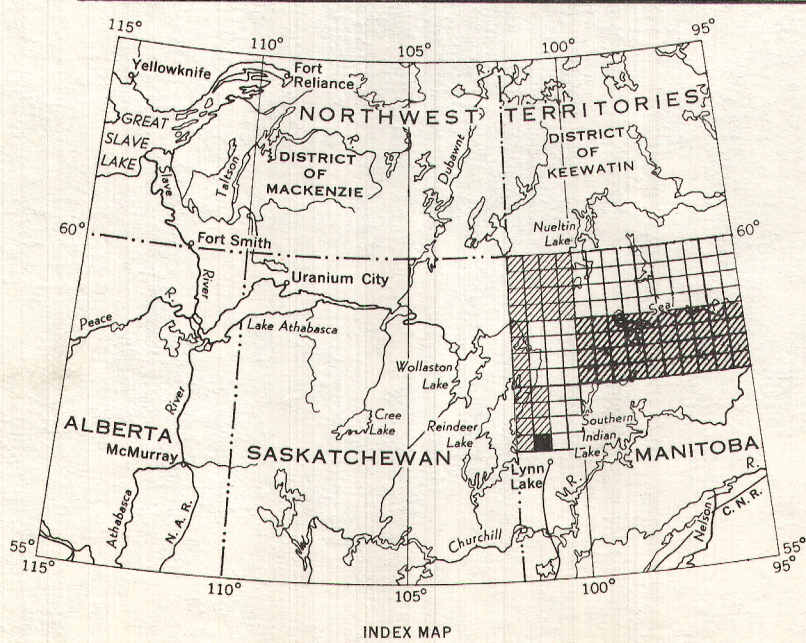 115°
110°
105°
100°
95°
Yellowknife
Fort
Reliance
R.
NORTHWEST TERRITORIES
GREAT
SLAVE
LAKE
Slave
Taltson
R.
DISTRICT
OF
MACKENZIE
Dubawnt
DISTRICT
OF
KEEWATIN
Nueltin
Lake
60°
60°
Fort Smith
Uranium City
River
R.
Peace
Lake Athabasca
Seal
Wollaston
Lake
River
Cree
Lake
Reindeer
Lake
Southern
Indian
Lake
ALBERTA
McMurray
SASKATCHEWAN
MANITOBA
Lynn
Lake
R.
R.
Athabasca
N. A. R.
Churchill
Nelson
C. N. R.
55°
55°
115°
110°
105°
100°
95°
INDEX MAP